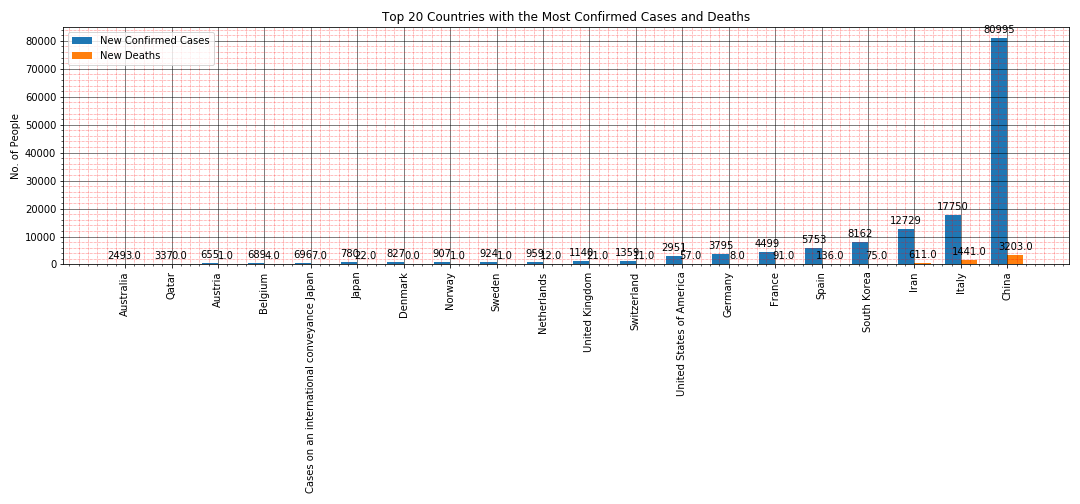 Top 20 Countries with the Most Confirmed Cases and Deaths
New Confirmed Cases
New Deaths
No. of People
80000
70000
60000
50000
40000
30000
20000
10000
0
249 3.0
337 0.0
655 1.0
689 4.0
696 7.0
780 22.0
827 0.0
907 1.0
924 1.0
959 12.0
1140 21.0
1359 11.0
2951 57.0
3795 8.0
4499 91.0
5753 136.0
8162 75.0
12729 611.0
17750 1441.0
80995 3203.0
Australia
Qatar
Austria
Belgium
Cases on an international conveyance Japan
Japan
Denmark
Norway
Sweden
Netherlands
United Kingdom
Switzerland
United States of America
Germany
France
Spain
South Korea
Iran
Italy
China